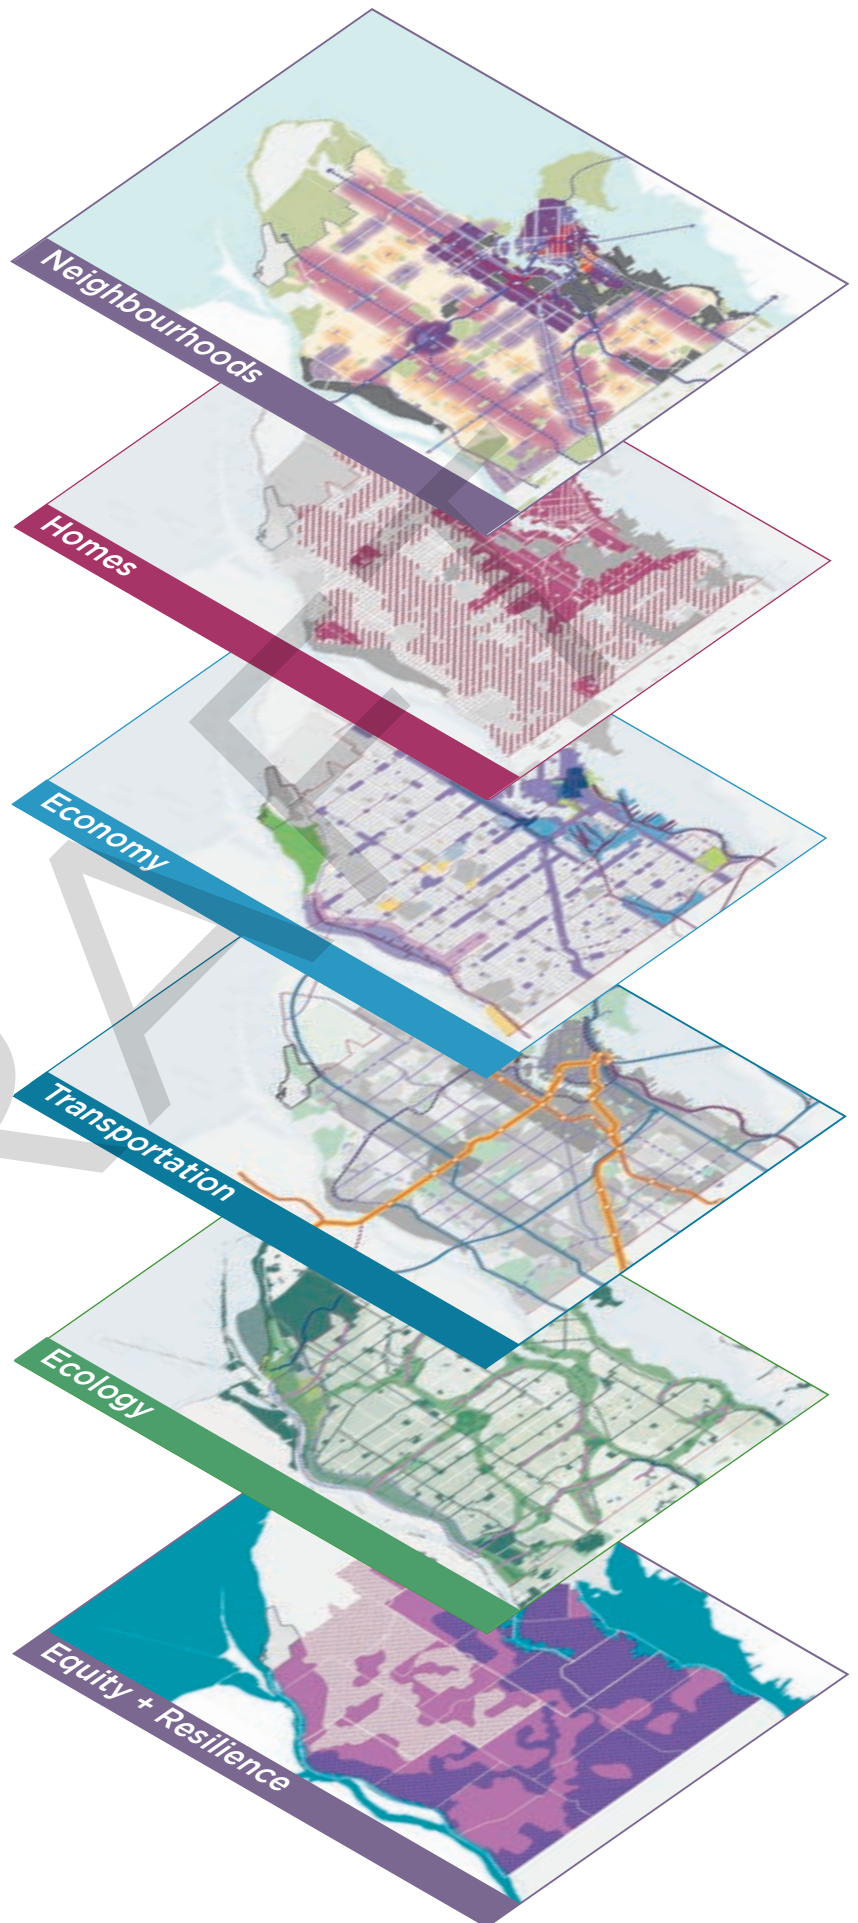 Neighbourhoods
Homes
Economy
Transportation
Ecology
Equity + Resilience